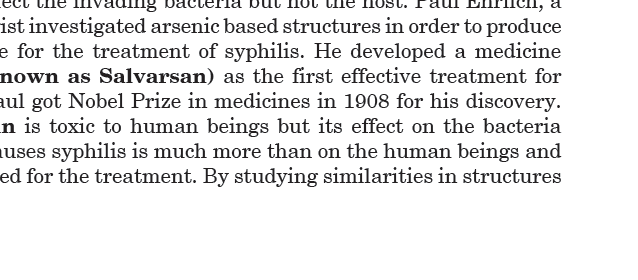 ect the invading bacteria but not the host. Paul Ehrlich, a
ist investigated arsenic based structures in order to produce
e for the treatment of syphilis. He developed a medicine
nown as Salvarsan) as the first effective treatment for
aul got Nobel Prize in medicines in 1908 for his discovery.
n is toxic to human beings but its effect on the bacteria
auses syphilis is much more than on the human beings and
ed for the treatment. By studying similarities in structures